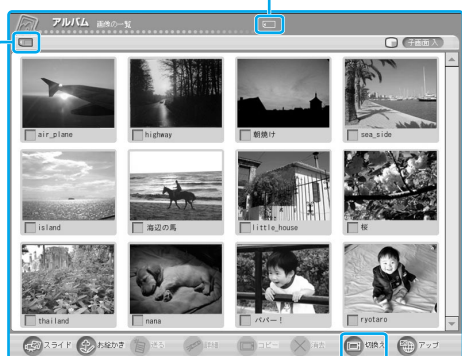 アルバム 画像の一覧
子画面 入
air_plane
highway
朝焼け
sea_side
island
海辺の馬
little_house
桜
thailand
nana
パパー！
ryotaro
スライド お絵かき 送る 詳細 コピー 消去 切換え アップ